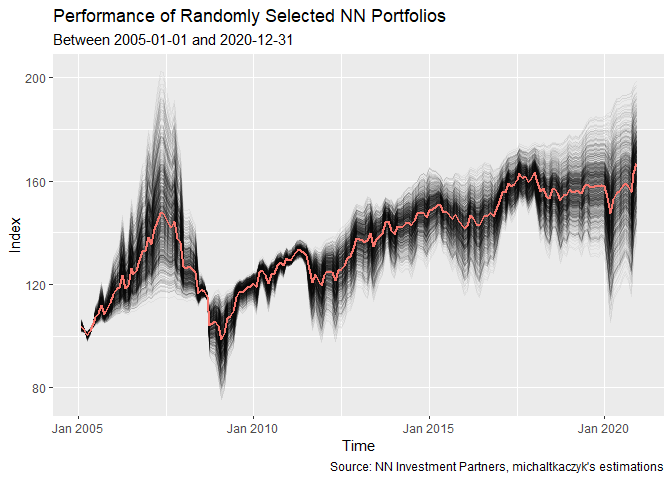 Performance of Randomly Selected NN Portfolios
Between 2005-01-01 and 2020-12-31
Index
200
160
120
80
Jan 2005
Jan 2010
Jan 2015
Jan 2020
Time
Source: NN Investment Partners, michaltkaczyk's estimations